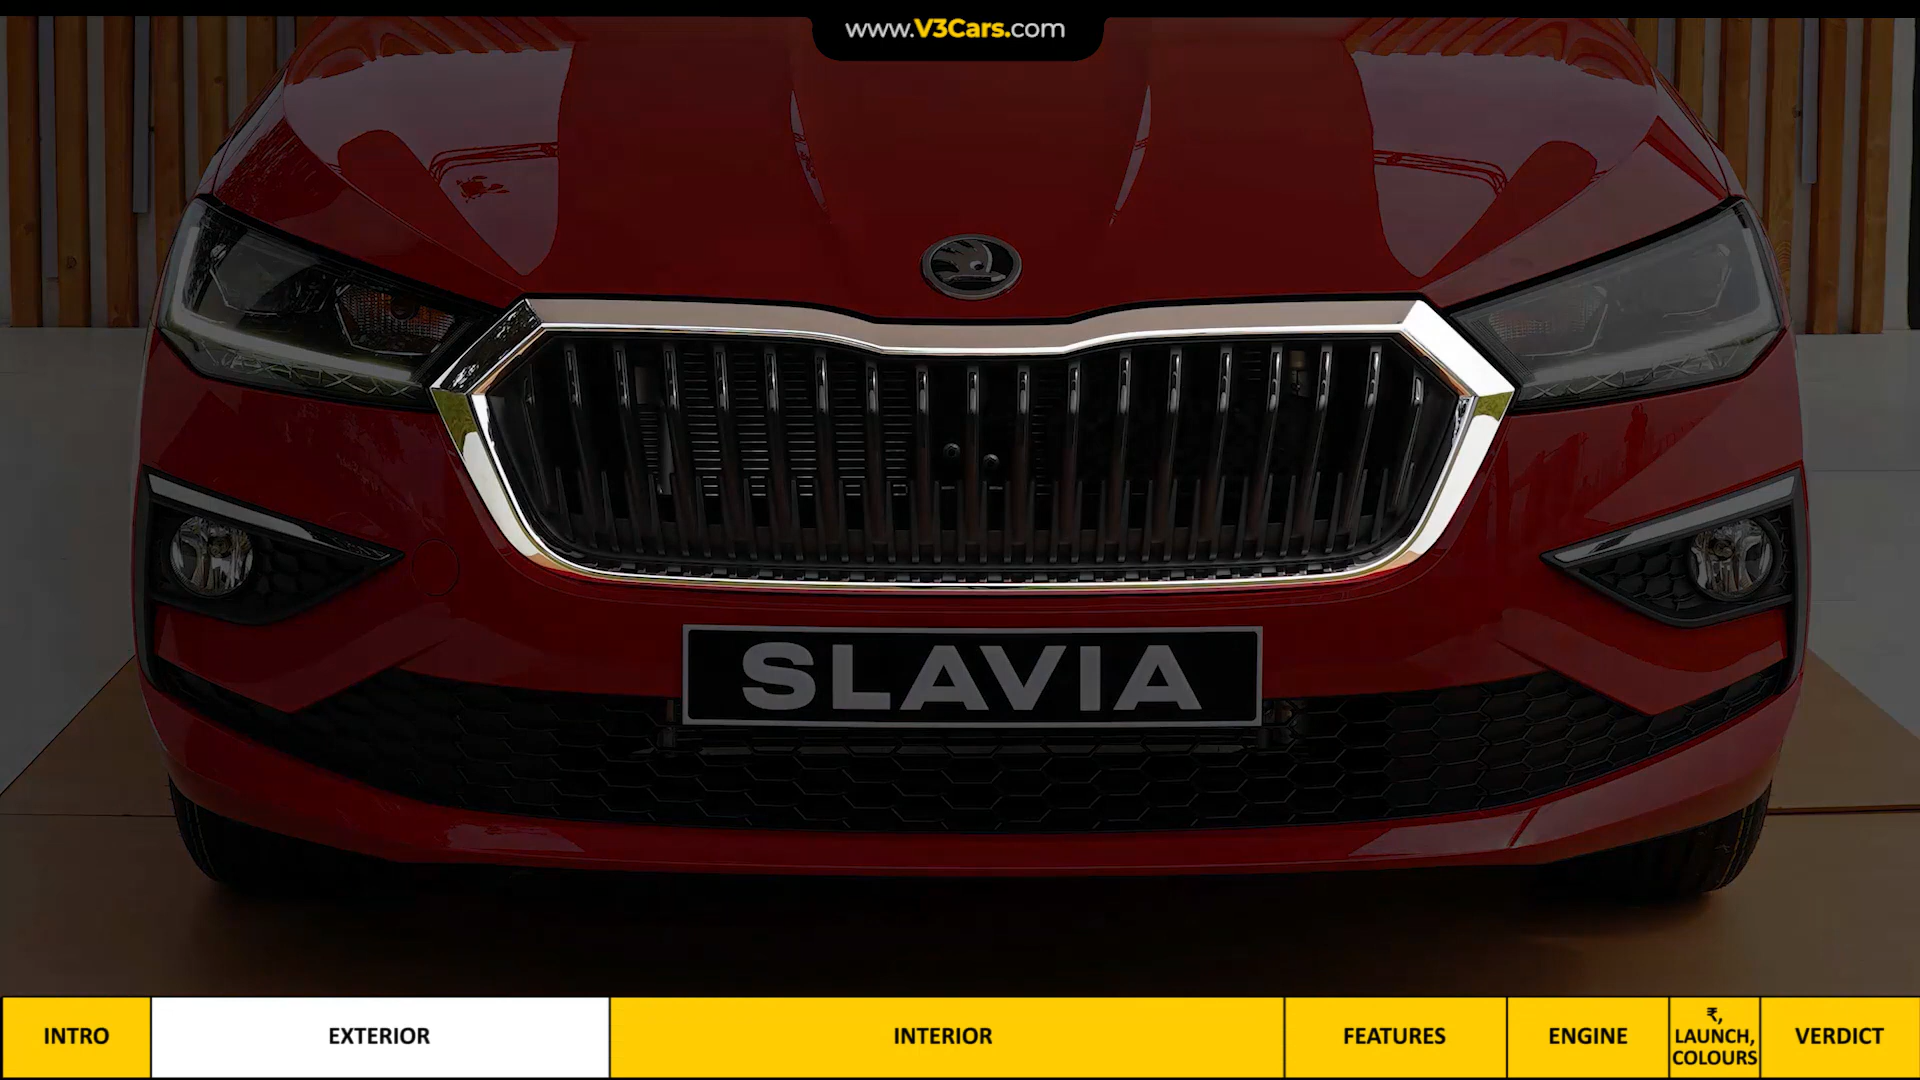 www.V3Cars.com
SLAVIA
INTRO
EXTERIOR
INTERIOR
FEATURES
ENGINE
₹,
LAUNCH,
COLOURS
VERDICT